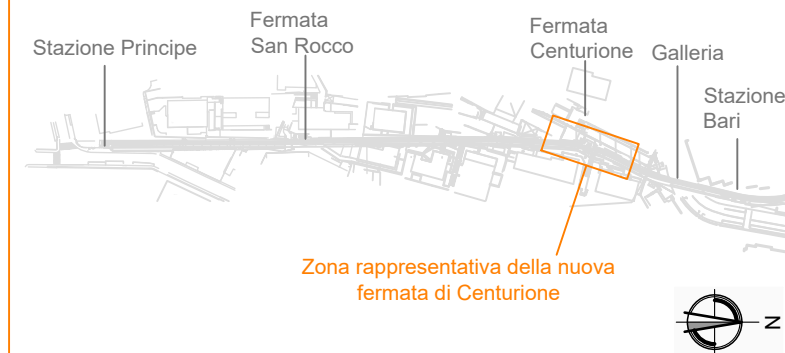 Stazione Principe
Fermata
San Rocco
Fermata
Centurione
Galleria
Stazione
Bari
Zona rappresentativa della nuova
fermata di Centurione
N